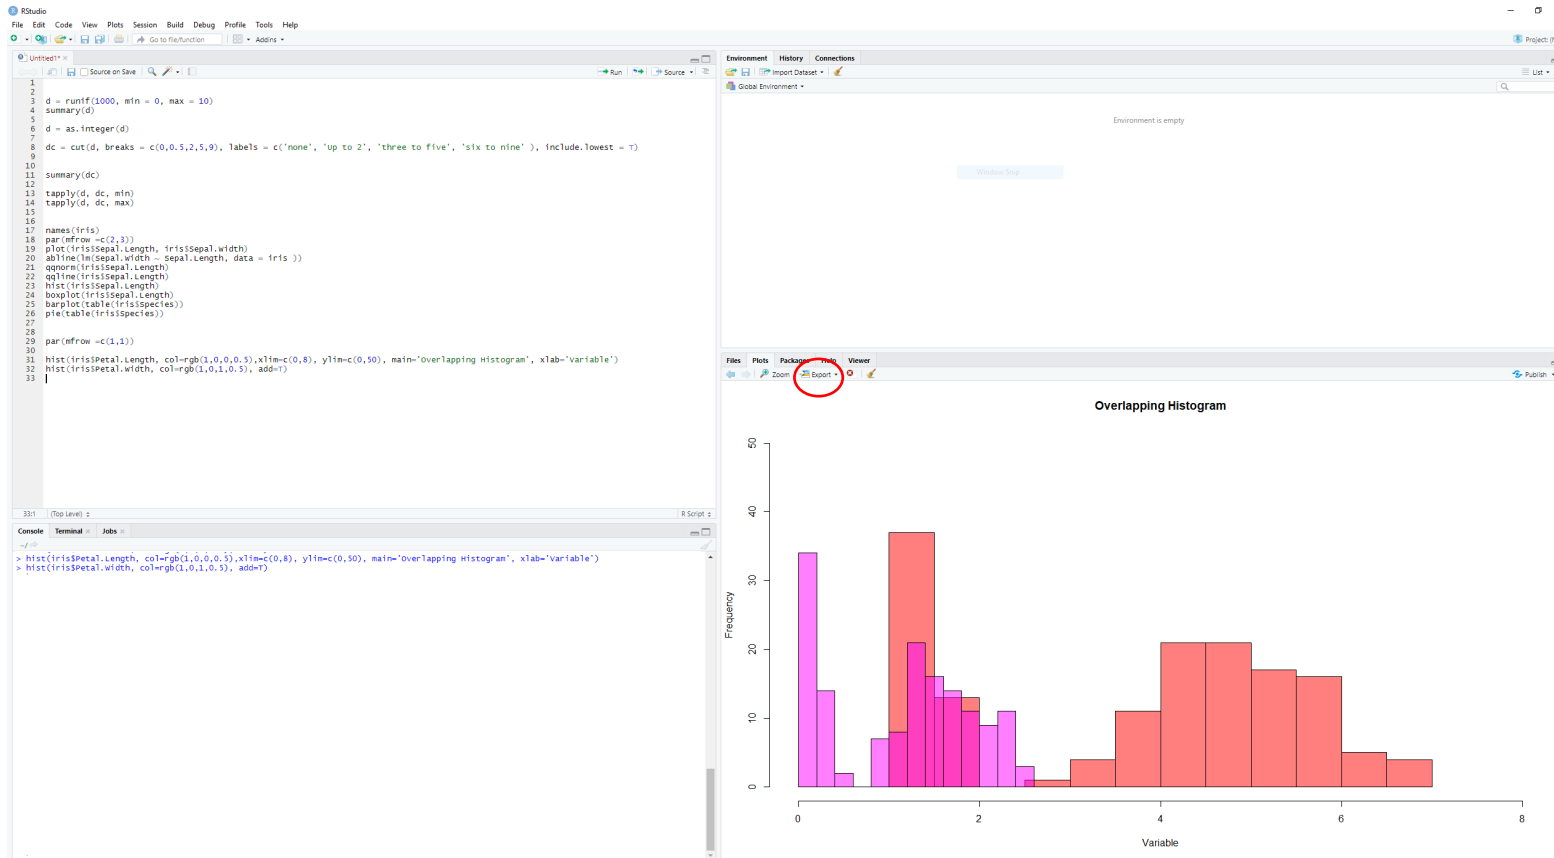 RStudio
File Edit Code View Plots Session Build Debug Profile Tools Help
Go to file/function Addins
Project: (
Untitled1*
Source on Save Run Source
1
2
3 d = runif(1000, min = 0, max = 10)
4 summary(d)
5
6 d = as.integer(d)
7
8 dc = cut(d, breaks = c(0,0.5,2,5,9), labels = c('none', 'up to 2', 'three to five', 'six to nine' ), include.lowest = T)
9
10
11 summary(dc)
12
13 tapply(d, dc, min)
14 tapply(d, dc, max)
15
16
17 names(iris)
18 par(mfrow =c(2,3))
19 plot(iris$Sepal.Length, iris$Sepal.Width)
20 abline(lm(Sepal.Width ~ Sepal.Length, data = iris ))
21 qqnorm(iris$Sepal.Length)
22 qqline(iris$Sepal.Length)
23 hist(iris$Sepal.Length)
24 boxplot(iris$Sepal.Length)
25 barplot(table(iris$Species))
26 pie(table(iris$Species))
27
28
29 par(mfrow =c(1,1))
30
31 hist(iris$Petal.Length, col=rgb(1,0,0,0.5),xlim=c(0,8), ylim=c(0,50), main='Overlapping Histogram', xlab='Variable')
32 hist(iris$Petal.Width, col=rgb(1,0,1,0.5), add=T)
33
33:1 (Top Level) R Script
Console Terminal Jobs
~/
> hist(iris$Petal.Length, col=rgb(1,0,0,0.5),xlim=c(0,8), ylim=c(0,50), main='Overlapping Histogram', xlab='Variable')
> hist(iris$Petal.Width, col=rgb(1,0,1,0.5), add=T)
Environment History Connections
Import Dataset List
Global Environment
Environment is empty
Window Snip
Files Plots Packages Help Viewer
Zoom Export Publish
Overlapping Histogram
Frequency
50
40
30
20
10
0
0 2 4 6 8
Variable